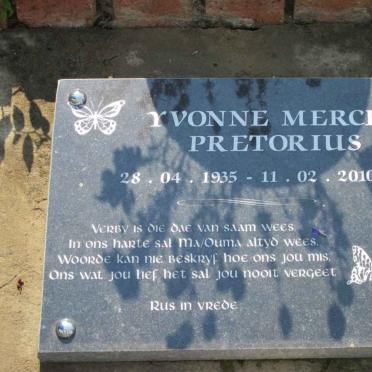 YVONNE
PRETORIUS
28 . 04 . 1935 - 11 . 02 . 2010
Verby is die dae van saam wees
In ons harte sal Ma/Ouma altyd wees.
Woorde kan nie beskryf hoe ons jou mis,
Ons wat jou lief het sal jou nooit vergeet
Rus in vrede